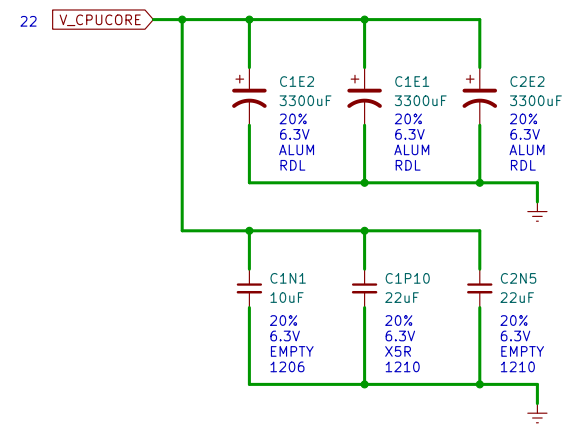 22 V_CPUCORE
+ C1E2
3300uF
20%
6.3V
ALUM
RDL
+ C1E1
3300uF
20%
6.3V
ALUM
RDL
+ C2E2
3300uF
20%
6.3V
ALUM
RDL
C1N1
10uF
20%
6.3V
EMPTY
1206
C1P10
22uF
20%
6.3V
X5R
1210
C2N5
22uF
20%
6.3V
EMPTY
1210